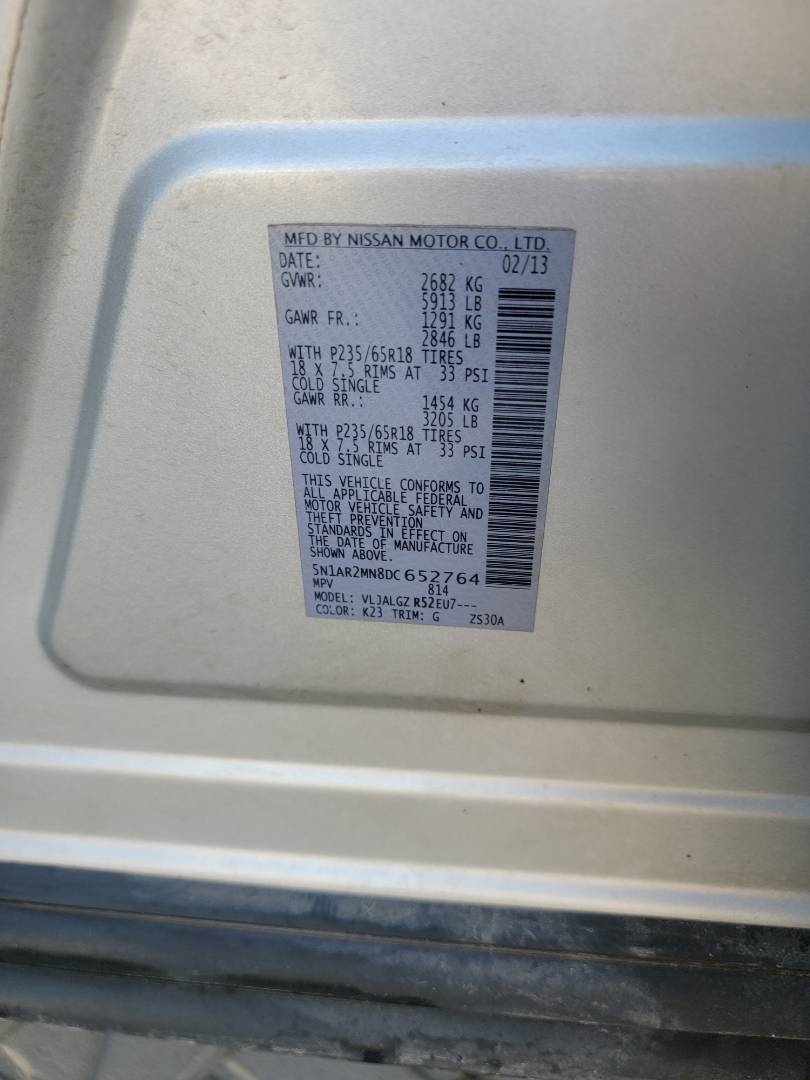 MFD BY NISSAN MOTOR CO., LTD.
DATE: 02/13
GVWR: 2682 KG
5913 LB
GAWR FR.: 1291 KG
2846 LB
WITH P235/65R18 TIRES
18 X 7.5 RIMS AT 33 PSI
COLD SINGLE
GAWR RR.: 1454 KG
3205 LB
WITH P235/65R18 TIRES
18 X 7.5 RIMS AT 33 PSI
COLD SINGLE
THIS VEHICLE CONFORMS TO
ALL APPLICABLE FEDERAL
MOTOR VEHICLE SAFETY AND
THEFT PREVENTION
STANDARDS IN EFFECT ON
THE DATE OF MANUFACTURE
SHOWN ABOVE.
5N1AR2MN8DC652764
MPV 814
MODEL: VLJALGZ R52EU7---
COLOR: K23 TRIM: G ZS30A